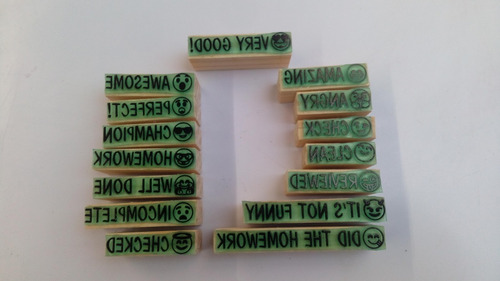 VERY GOOD!
AWESOME
PERFECT!
CHAMPION
HOMEWORK
WELL DONE
INCOMPLETE
CHECKED
AMAZING
ANGRY
CHECK
CLEAN
REVIEWED
IT'S NOT FUNNY
DID THE HOMEWORK